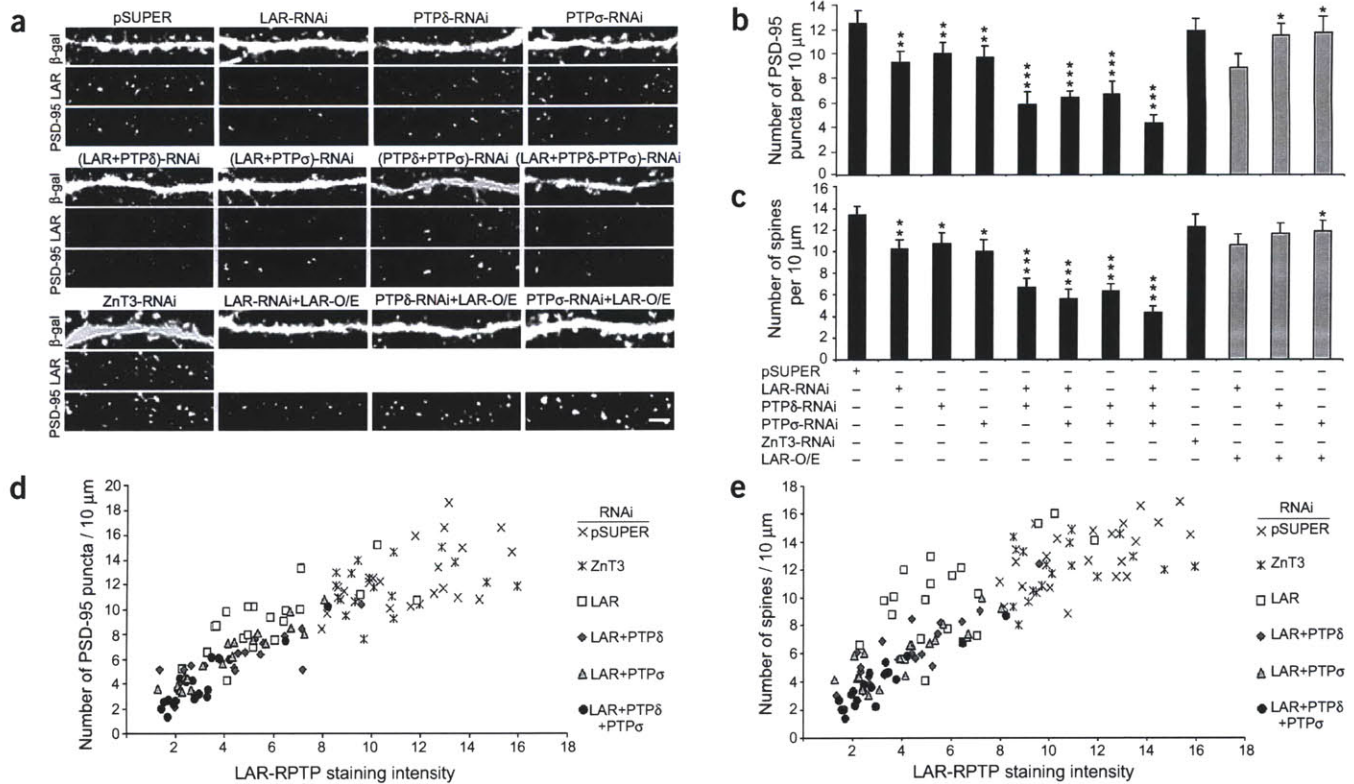 a
pSUPER LAR-RNAi PTPδ-RNAi PTPσ-RNAi
β-gal
LAR
PSD-95
(LAR+PTPδ)-RNAi (LAR+PTPσ)-RNAi (PTPδ+PTPσ)-RNAi (LAR+PTPδ-PTPσ)-RNAi
β-gal
LAR
PSD-95
ZnT3-RNAi LAR-RNAi+LAR-O/E PTPδ-RNAi+LAR-O/E PTPσ-RNAi+LAR-O/E
β-gal
LAR
PSD-95
b
Number of PSD-95
puncta per 10 µm
14
12
10
8
6
4
2
0
** ** ** *** *** *** *** * *
c
Number of spines
per 10 µm
16
14
12
10
8
6
4
2
0
** * * *** *** *** *** *
pSUPER + – – – – – – – – – – –
LAR-RNAi – + – – + + – + – + – –
PTPδ-RNAi – – + – + – + + – – + –
PTPσ-RNAi – – – + – + + + – – – +
ZnT3-RNAi – – – – – – – – + – – –
LAR-O/E – – – – – – – – – + + +
d
Number of PSD-95 puncta / 10 µm
20
18
16
14
12
10
8
6
4
2
0
2 4 6 8 10 12 14 16 18
LAR-RPTP staining intensity
RNAi
pSUPER
ZnT3
LAR
LAR+PTPδ
LAR+PTPσ
LAR+PTPδ
+PTPσ
e
Number of spines / 10 µm
18
16
14
12
10
8
6
4
2
0
0 2 4 6 8 10 12 14 16 18
LAR-RPTP staining intensity
RNAi
pSUPER
ZnT3
LAR
LAR+PTPδ
LAR+PTPσ
LAR+PTPδ
+PTPσ